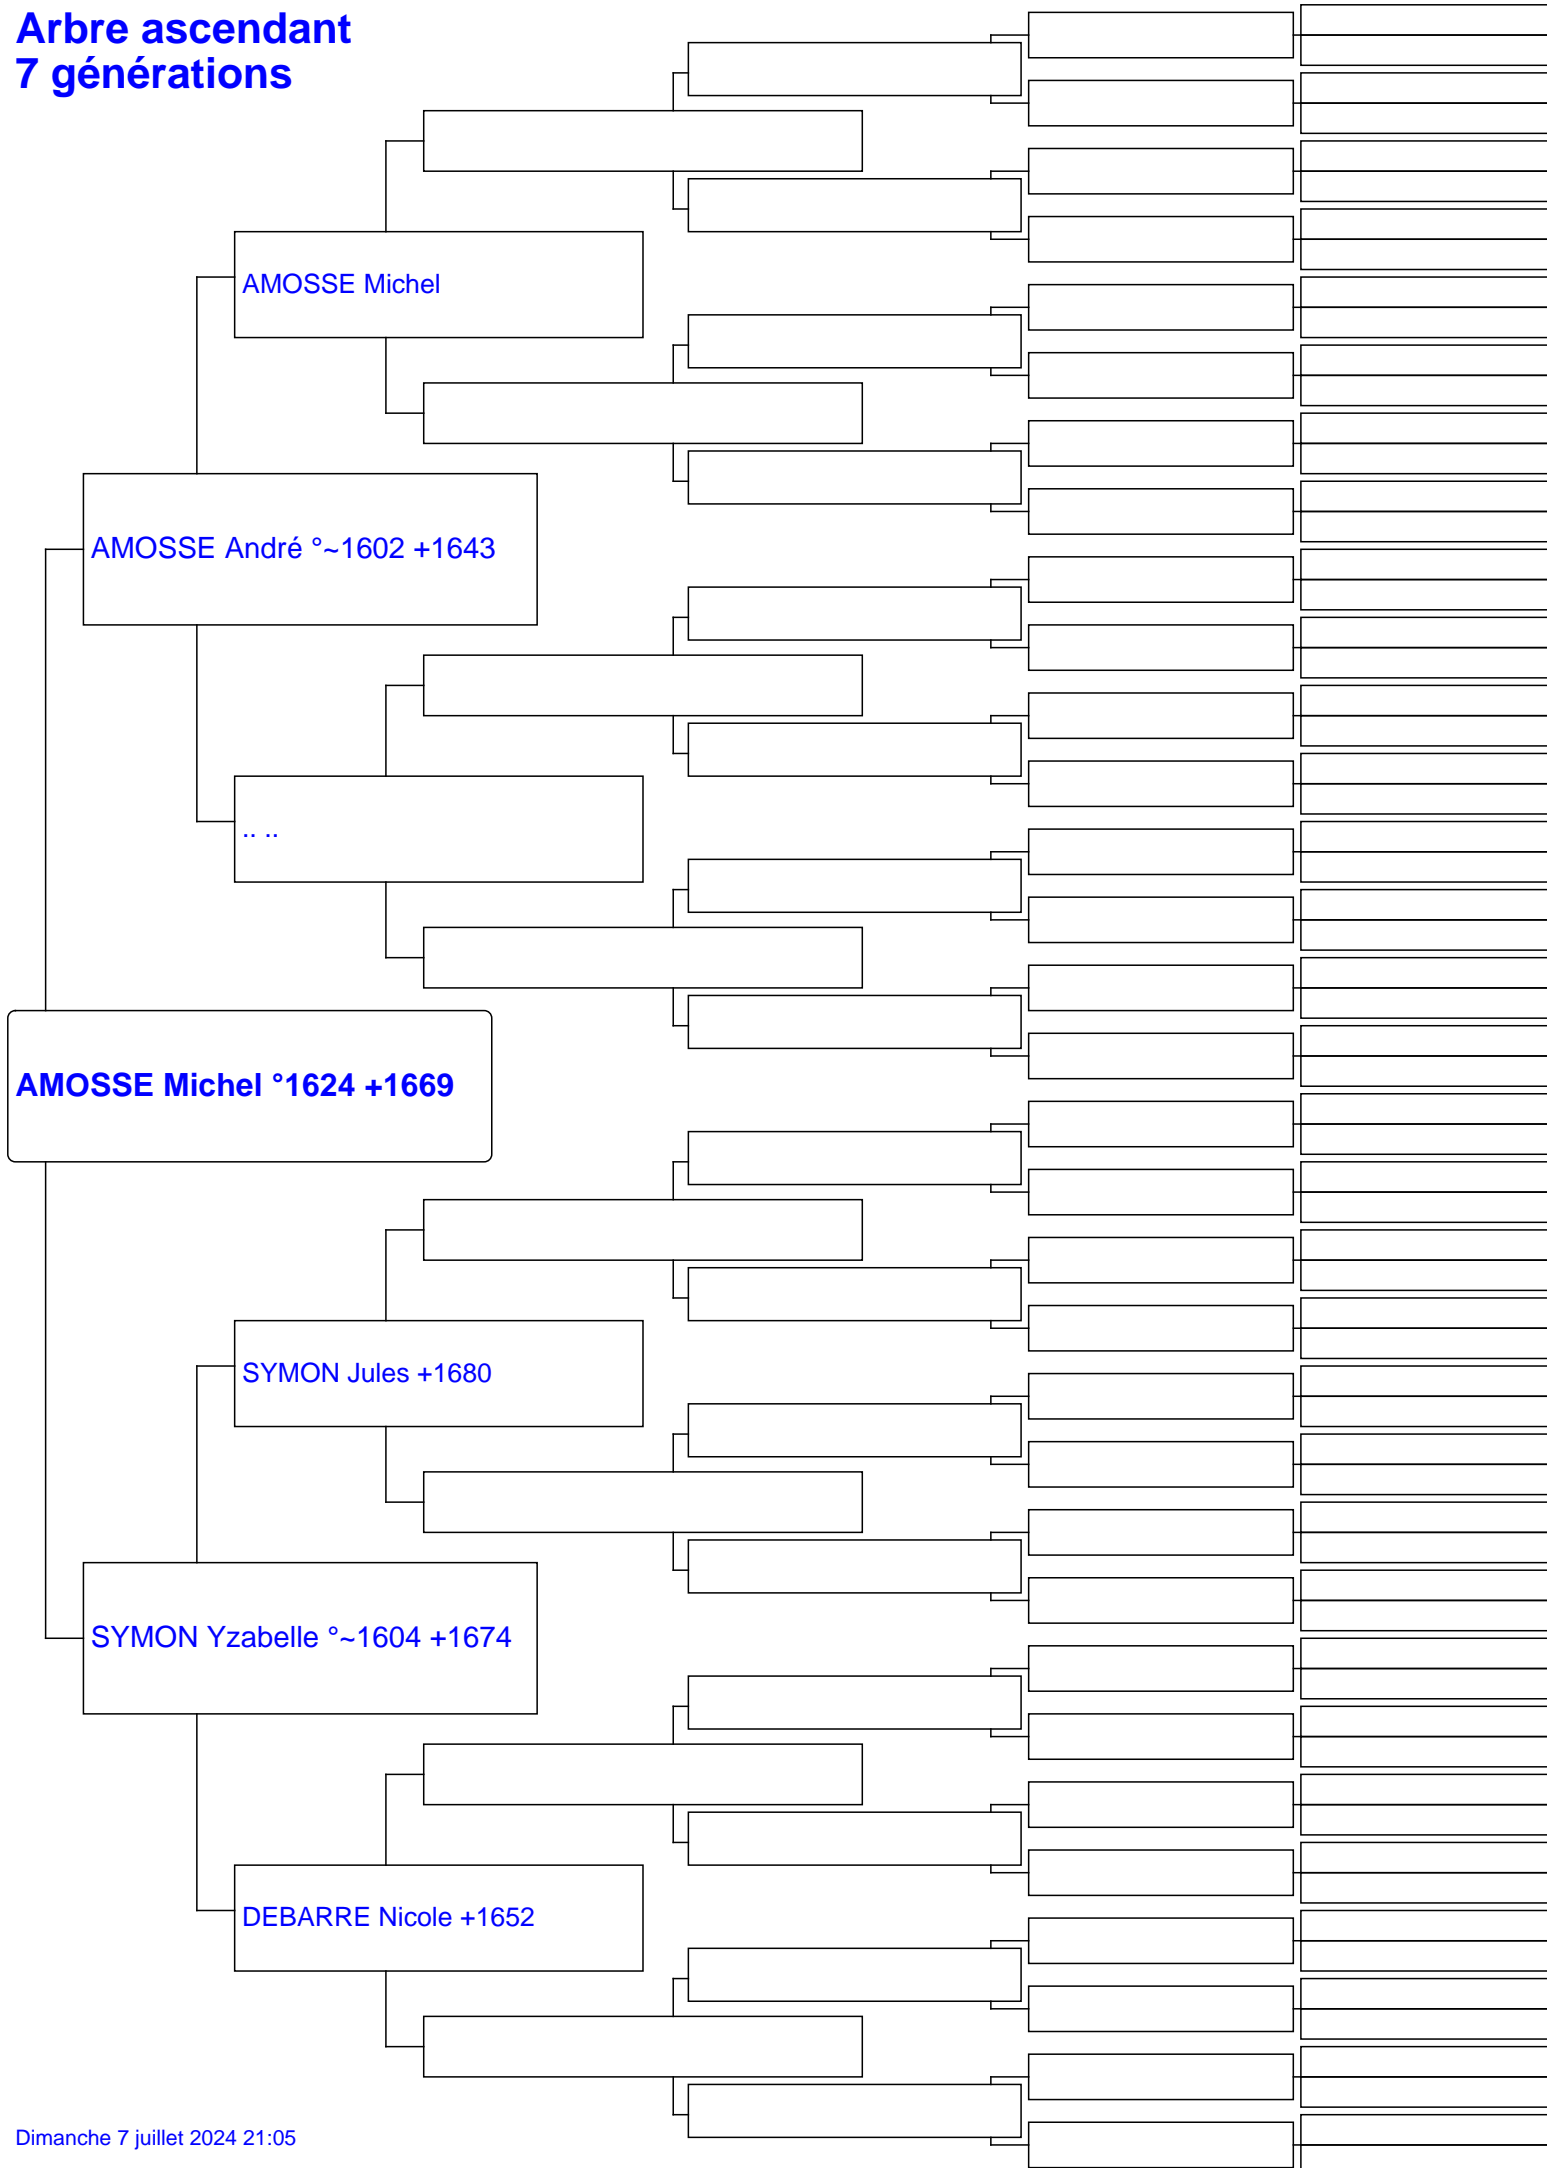 Arbre ascendant
7 générations
AMOSSE Michel
AMOSSE André °~1602 +1643
.. ..
AMOSSE Michel °1624 +1669
SYMON Jules +1680
SYMON Yzabelle °~1604 +1674
DEBARRE Nicole +1652
Dimanche 7 juillet 2024 21:05